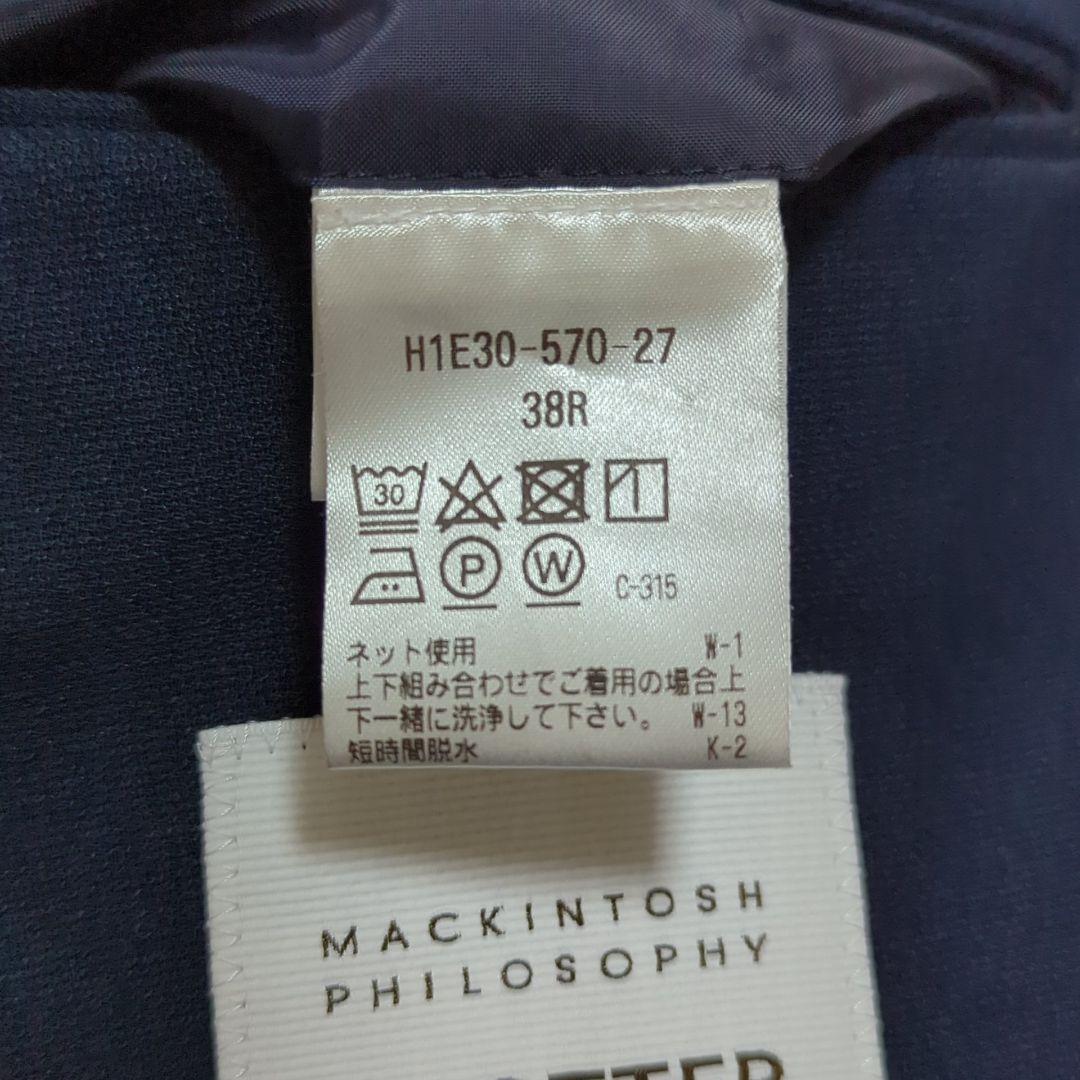 H1E30-570-27
38R
30
P W C-315
ネット使用 W-1
上下組み合わせでご着用の場合上
下一緒に洗浄して下さい。 W-13
短時間脱水 K-2
MACKINTOSH
PHILOSOPHY